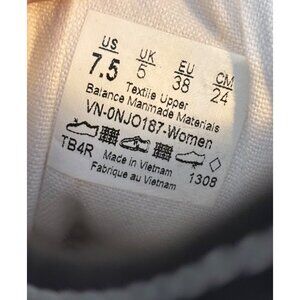 US UK EU CM
7.5 5 38 24
Textile Upper
Balance Manmade Materials
VN-0NJO187-Women
TB4R 1308
Made in Vietnam
Fabrique au Vietnam